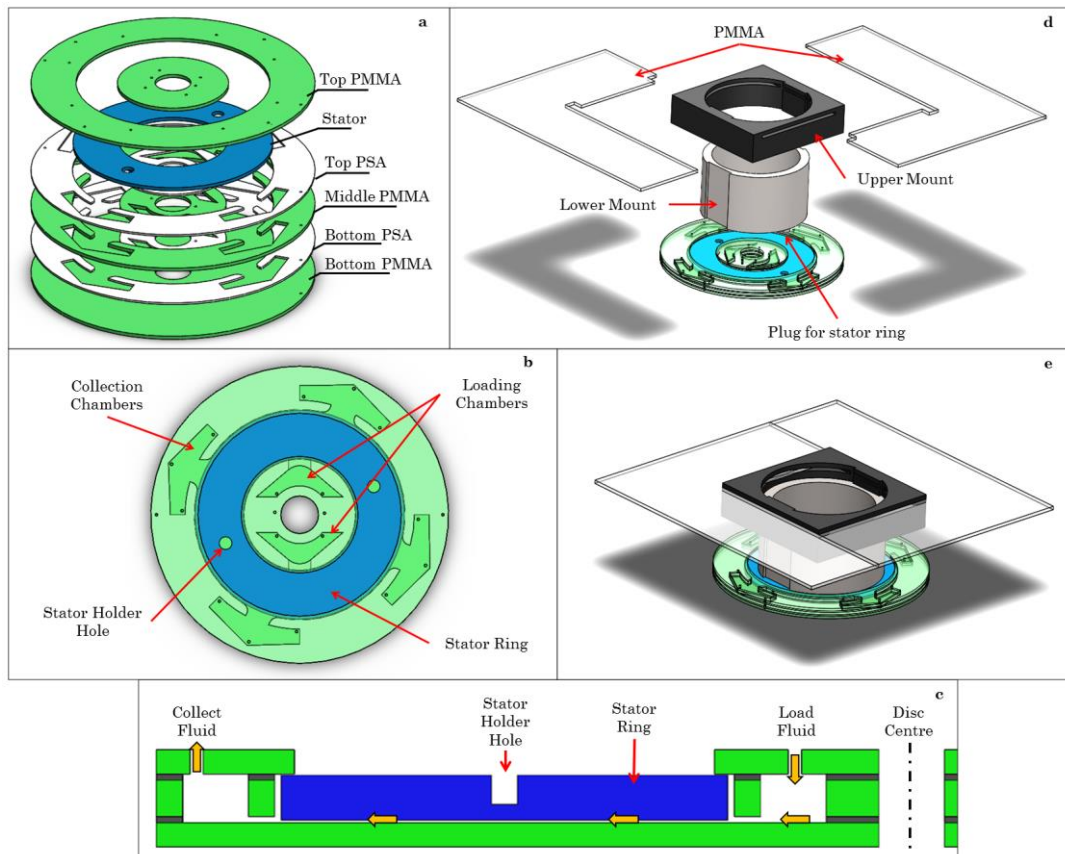 a
Top PMMA
Stator
Top PSA
Middle PMMA
Bottom PSA
Bottom PMMA
d
PMMA
Upper Mount
Lower Mount
Plug for stator ring
b
Collection
Chambers
Loading
Chambers
Stator Holder
Hole
Stator Ring
e
c
Collect
Fluid
Stator
Holder
Hole
Stator
Ring
Load
Fluid
Disc
Centre